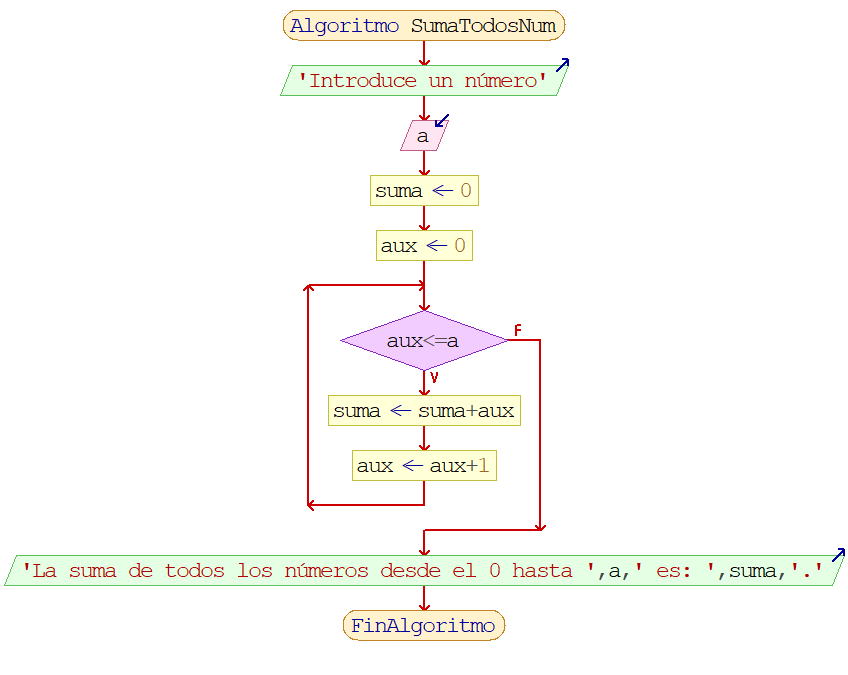 Algoritmo SumaTodosNum
'Introduce un número'
a
suma ← 0
aux ← 0
aux<=a
F
V
suma ← suma+aux
aux ← aux+1
'La suma de todos los números desde el 0 hasta ',a,' es: ',suma,'.'
FinAlgoritmo